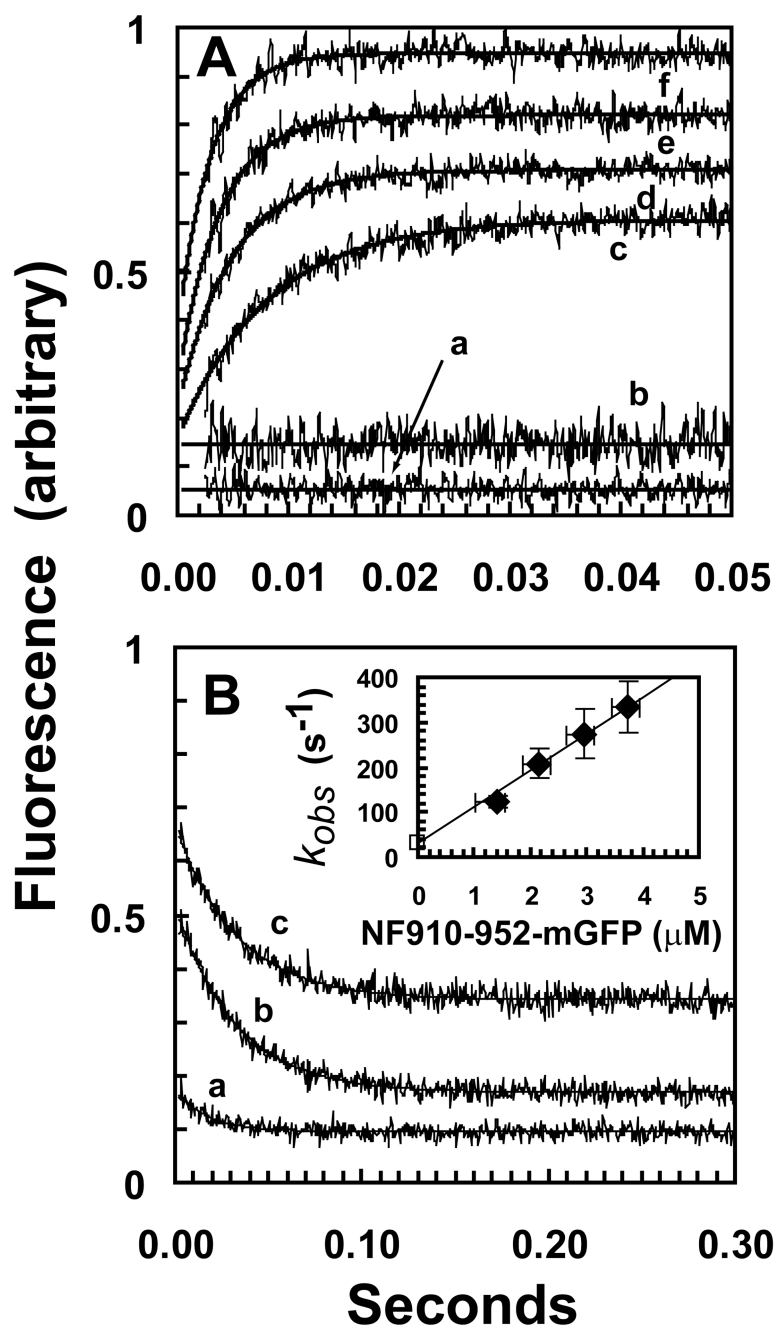 Fluorescence (arbitrary)
1
0.5
0
A
f
e
d
c
a
b
0.00 0.01 0.02 0.03 0.04 0.05
1
0.5
0
B
c
b
a
kobs (s-1)
400
300
200
100
0
0 1 2 3 4 5
NF910-952-mGFP (μM)
0.00 0.10 0.20 0.30
Seconds